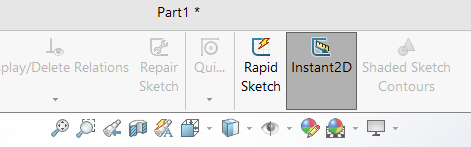 Part1 *
play/Delete Relations
Repair
Sketch
Qui...
Rapid
Sketch
Instant2D
Shaded Sketch
Contours